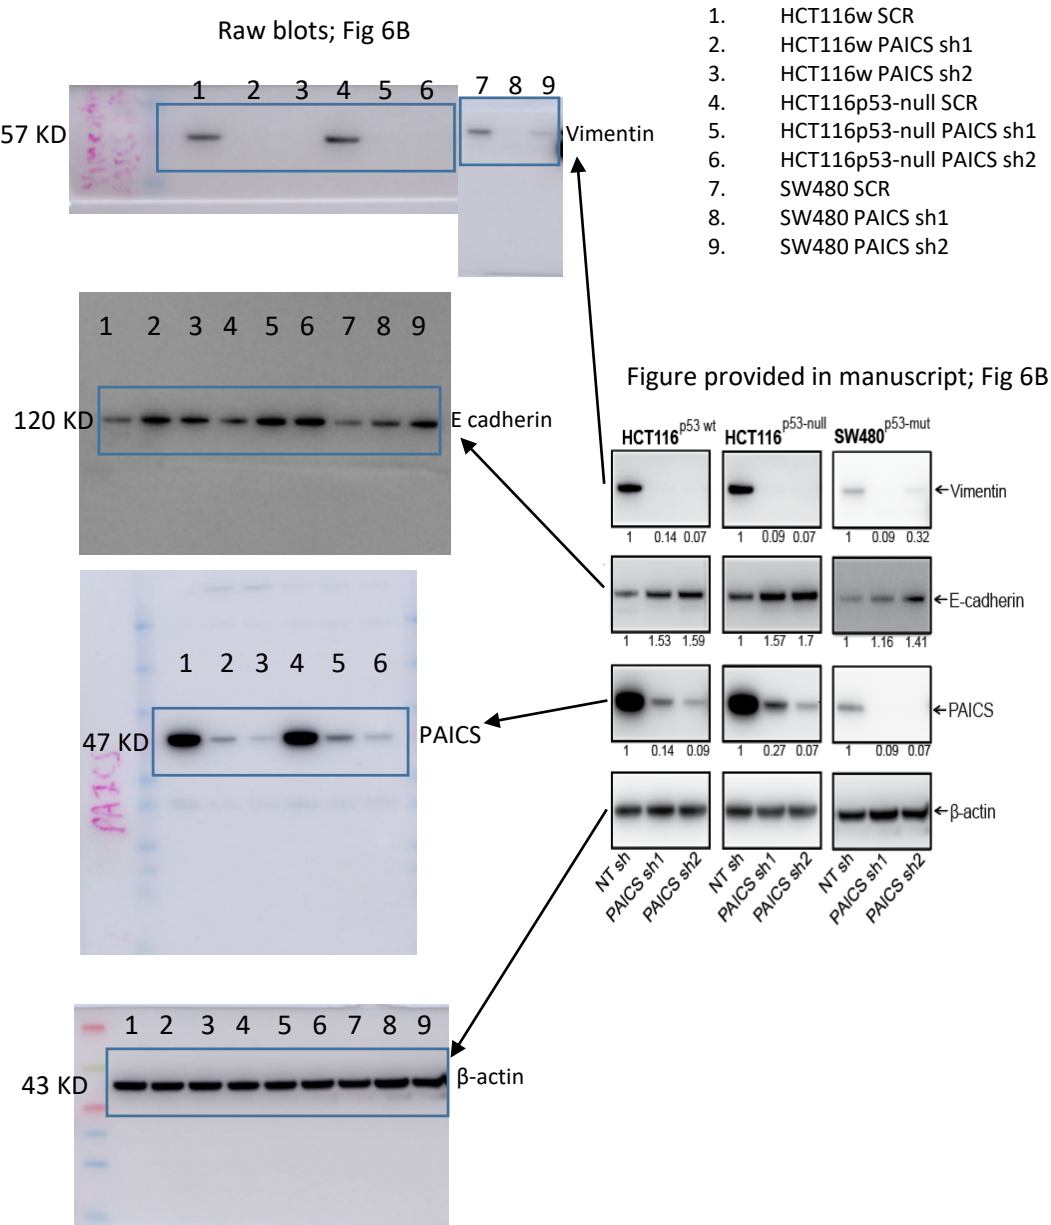 Raw blots; Fig 6B
1. HCT116w SCR
2. HCT116w PAICS sh1
3. HCT116w PAICS sh2
4. HCT116p53-null SCR
5. HCT116p53-null PAICS sh1
6. HCT116p53-null PAICS sh2
7. SW480 SCR
8. SW480 PAICS sh1
9. SW480 PAICS sh2
1 2 3 4 5 6 7 8 9
57 KD
Vimentin
1 2 3 4 5 6 7 8 9
120 KD
E cadherin
1 2 3 4 5 6
47 KD
PAICS
PAICS
1 2 3 4 5 6 7 8 9
43 KD
β-actin
Figure provided in manuscript; Fig 6B
HCT116p53 wt HCT116p53-null SW480p53-mut
←Vimentin
1 0.14 0.07 1 0.09 0.07 1 0.09 0.32
←E-cadherin
1 1.53 1.59 1 1.57 1.7 1 1.16 1.41
←PAICS
1 0.14 0.09 1 0.27 0.07 1 0.09 0.07
←β-actin
NT sh PAICS sh1 PAICS sh2 NT sh PAICS sh1 PAICS sh2 NT sh PAICS sh1 PAICS sh2